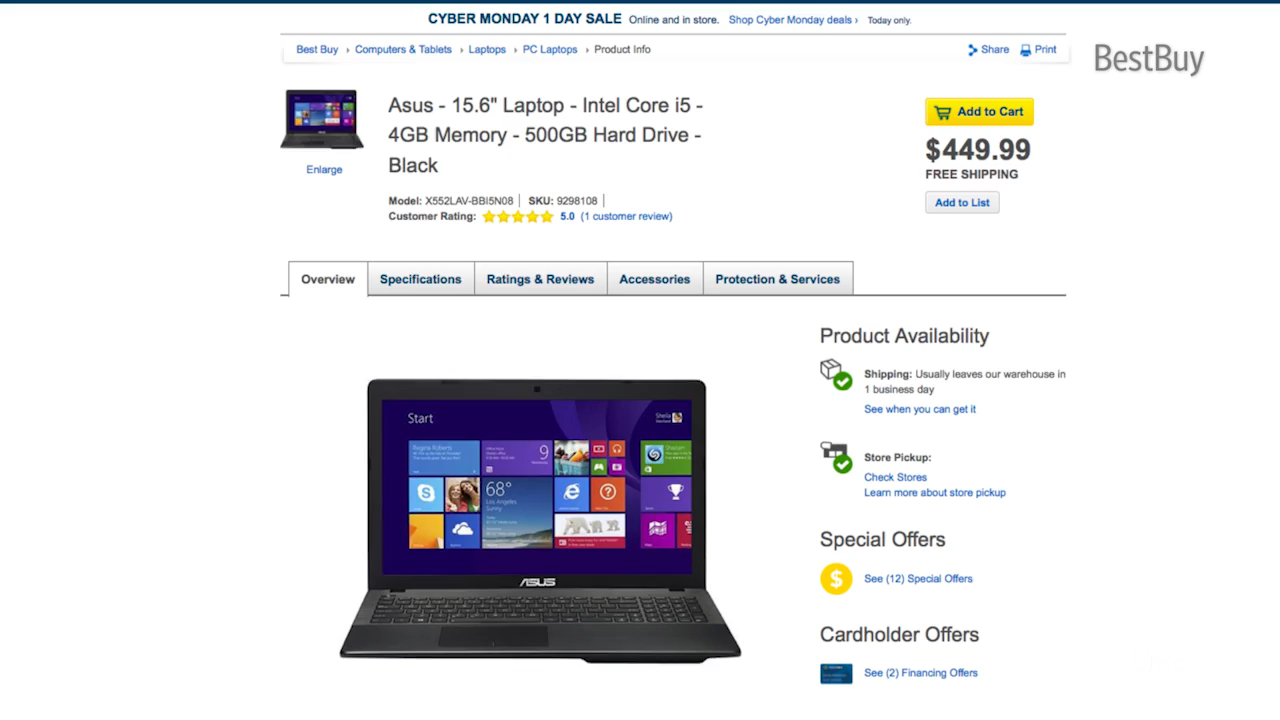 CYBER MONDAY 1 DAY SALE Online and in store. Shop Cyber Monday deals › Today only.
Best Buy › Computers & Tablets › Laptops › PC Laptops › Product Info
Share Print
BestBuy
Asus - 15.6" Laptop - Intel Core i5 -
4GB Memory - 500GB Hard Drive -
Black
Enlarge
Model: X552LAV-BBI5N08 | SKU: 9298108 |
Customer Rating: 5.0 (1 customer review)
Add to Cart
$449.99
FREE SHIPPING
Add to List
Overview Specifications Ratings & Reviews Accessories Protection & Services
Start
Sheila
9
68°
Los Angeles
Sunny
ASUS
Product Availability
Shipping: Usually leaves our warehouse in
1 business day
See when you can get it
Store Pickup:
Check Stores
Learn more about store pickup
Special Offers
$ See (12) Special Offers
Cardholder Offers
See (2) Financing Offers